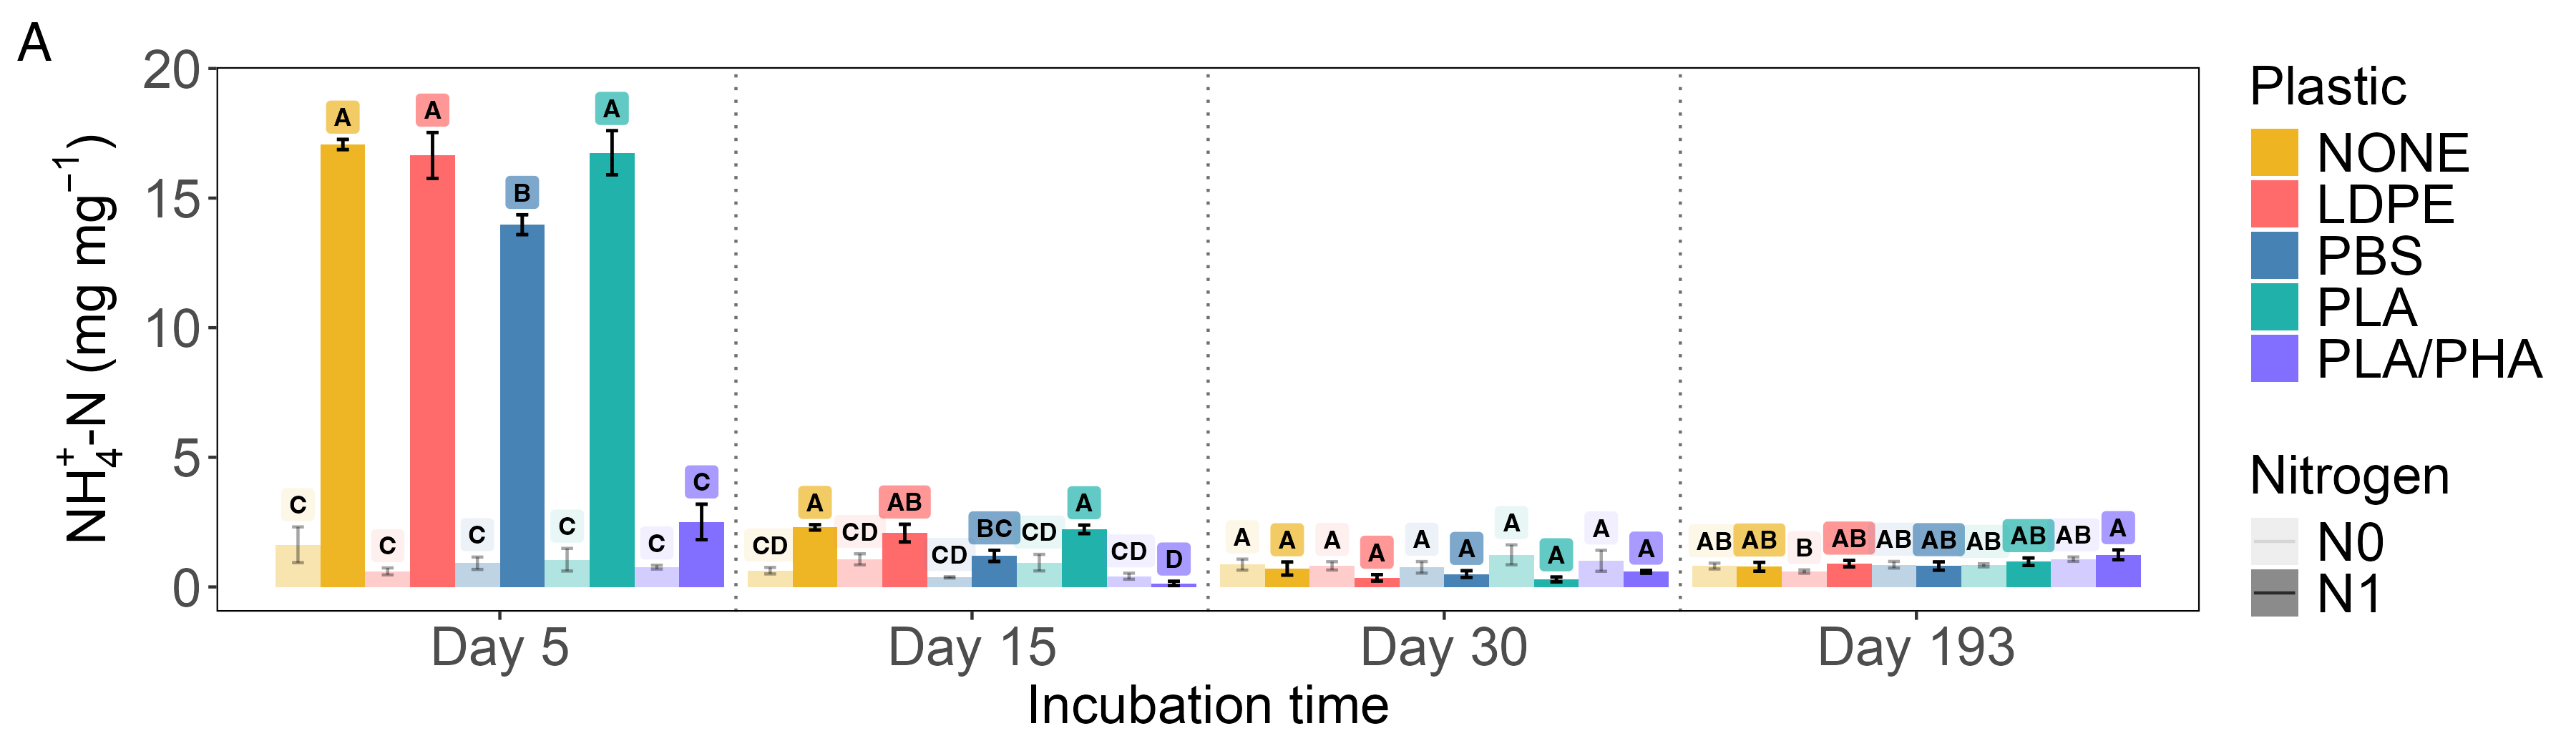 A
20
15
10
5
0
NH₄⁺-N (mg mg⁻¹)
C A C A C B C A C C
CD A CD AB CD BC CD A CD D
A A A A A A A A A A
AB AB B AB AB AB AB AB AB A
Day 5 Day 15 Day 30 Day 193
Incubation time
Plastic
NONE
LDPE
PBS
PLA
PLA/PHA
Nitrogen
N0
N1